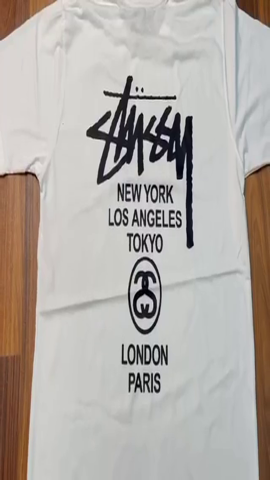 Stüssy
NEW YORK
LOS ANGELES
TOKYO
LONDON
PARIS